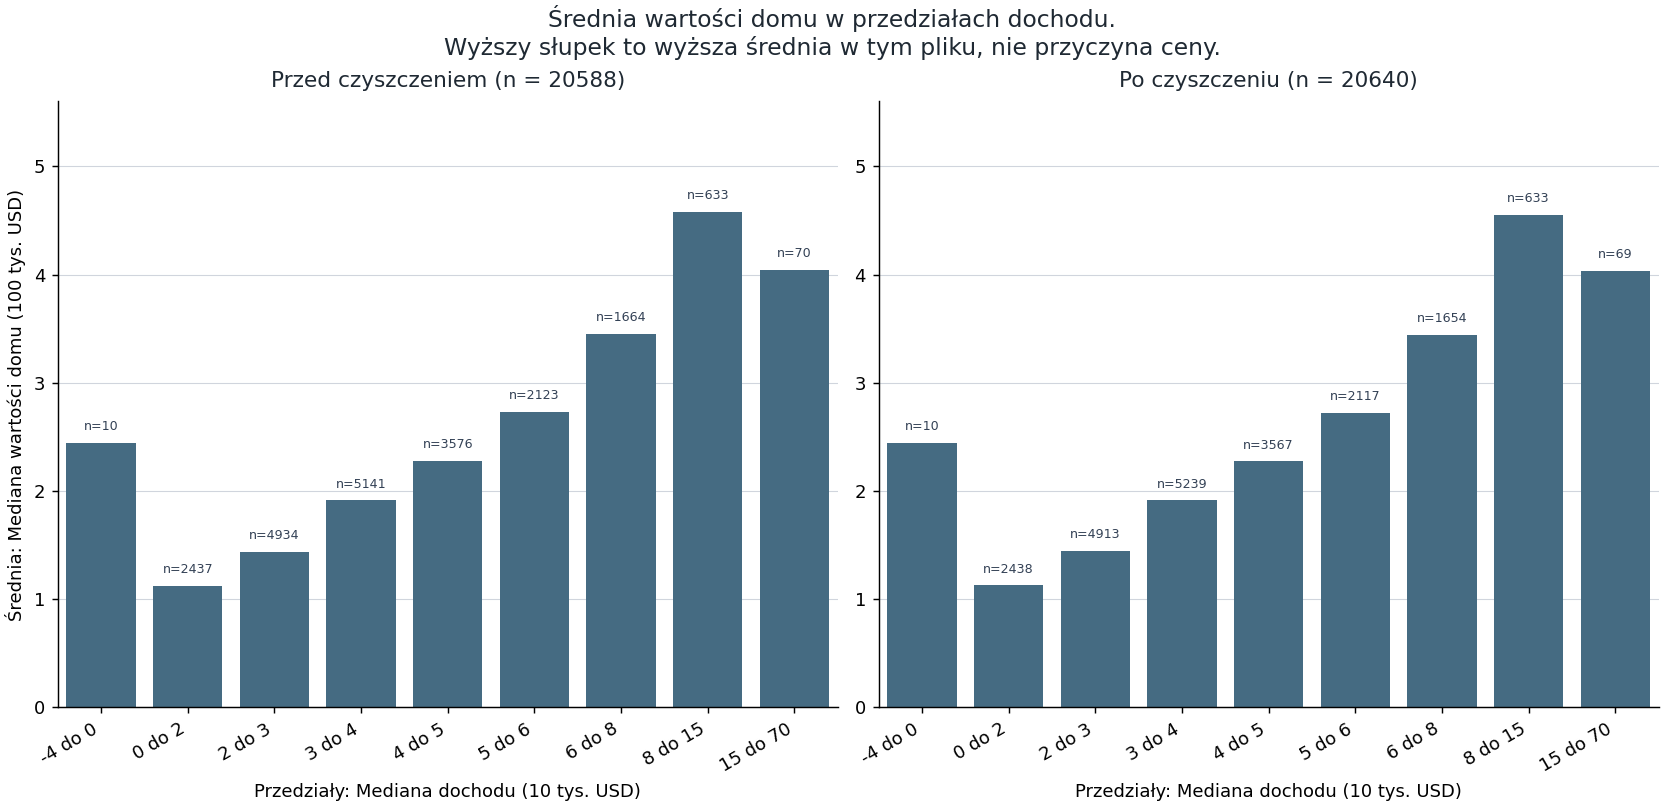 Średnia wartości domu w przedziałach dochodu.
Wyższy słupek to wyższa średnia w tym pliku, nie przyczyna ceny.
Przed czyszczeniem (n = 20588)
Średnia: Mediana wartości domu (100 tys. USD)
5
4
3
2
1
0
n=10
n=2437
n=4934
n=5141
n=3576
n=2123
n=1664
n=633
n=70
-4 do 0
0 do 2
2 do 3
3 do 4
4 do 5
5 do 6
6 do 8
8 do 15
15 do 70
Przedziały: Mediana dochodu (10 tys. USD)
Po czyszczeniu (n = 20640)
5
4
3
2
1
0
n=10
n=2438
n=4913
n=5239
n=3567
n=2117
n=1654
n=633
n=69
-4 do 0
0 do 2
2 do 3
3 do 4
4 do 5
5 do 6
6 do 8
8 do 15
15 do 70
Przedziały: Mediana dochodu (10 tys. USD)